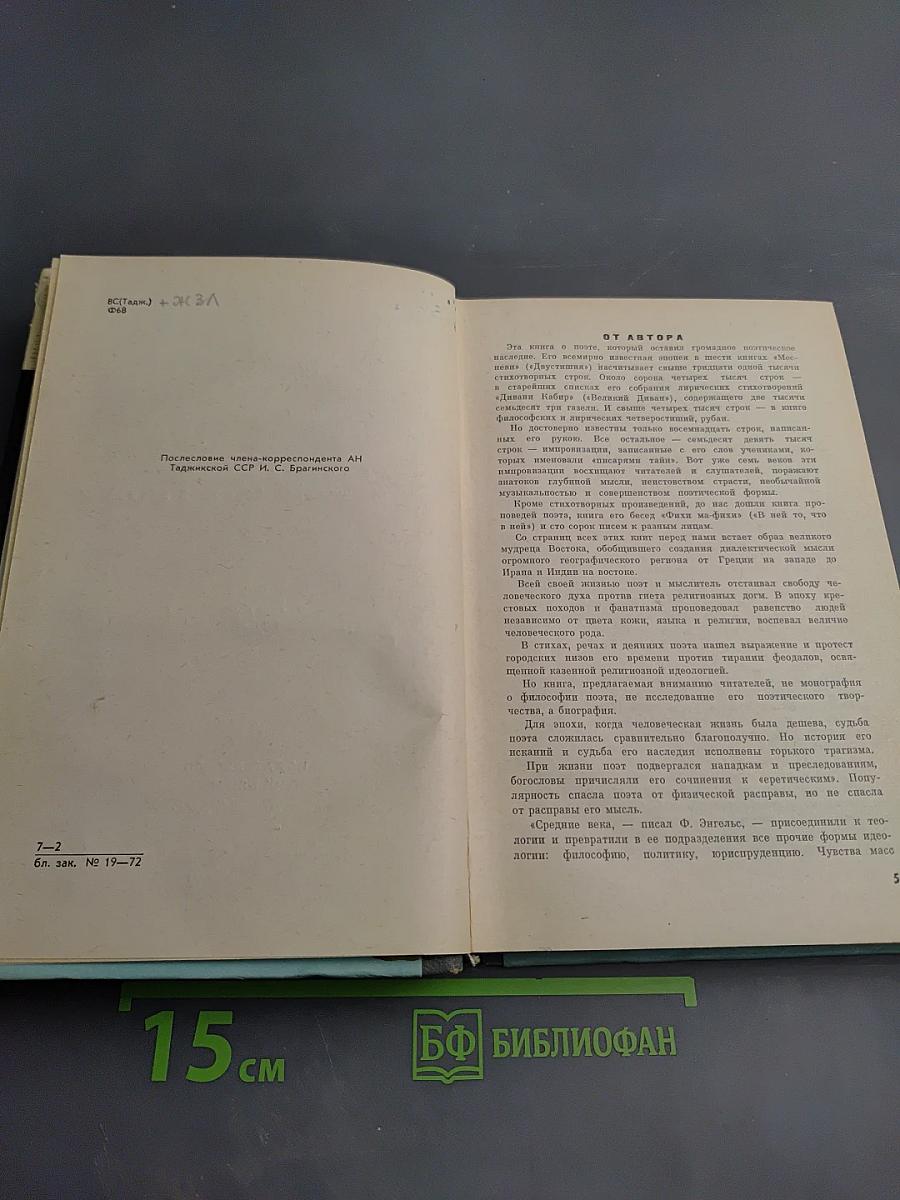 ВС(Тадж.) + ЖЗЛ
Ф68
Послесловие члена-корреспондента АН
Таджикской ССР И. С. Брагинского
7—2
бл. зак. № 19—72
ОТ АВТОРА
Эта книга о поэте, который оставил громадное поэтическое
наследие. Его всемирно известная эпопея в шести книгах «Мес-
неви» («Двустишия») насчитывает свыше тридцати одной тысячи
стихотворных строк. Около сорока четырех тысяч строк —
в старейших списках его собрания лирических стихотворений
«Дивани Кабир» («Великий Диван»), содержащего две тысячи
семьдесят три газели. И свыше четырех тысяч строк — в книге
философских и лирических четверостиший, рубаи.
Но достоверно известны только восемнадцать строк, написан-
ных его рукою. Все остальное — семьдесят девять тысяч
строк — импровизации, записанные с его слов учениками, ко-
торых именовали «писарями тайн». Вот уже семь веков эти
импровизации восхищают читателей и слушателей, поражают
знатоков глубиной мысли, неистовством страсти, необычайной
музыкальностью и совершенством поэтической формы.
Кроме стихотворных произведений, до нас дошли книга про-
поведей поэта, книга его бесед «Фихи ма-фихи» («В ней то, что
в ней») и сто сорок писем к разным лицам.
Со страниц всех этих книг перед нами встает образ великого
мудреца Востока, обобщившего создания диалектической мысли
огромного географического региона от Греции на западе до
Ирана и Индии на востоке.
Всей своей жизнью поэт и мыслитель отстаивал свободу че-
ловеческого духа против гнета религиозных догм. В эпоху кре-
стовых походов и фанатизма проповедовал равенство людей
независимо от цвета кожи, языка и религии, воспевал величие
человеческого рода.
В стихах, речах и деяниях поэта нашел выражение и протест
городских низов его времени против тирании феодалов, освя-
щенной казенной религиозной идеологией.
Но книга, предлагаемая вниманию читателей, не монография
о философии поэта, не исследование его поэтического твор-
чества, а биография.
Для эпохи, когда человеческая жизнь была дешева, судьба
поэта сложилась сравнительно благополучно. Но история его
исканий и судьба его наследия исполнены горького трагизма.
При жизни поэт подвергался нападкам и преследованиям,
богословы причисляли его сочинения к «еретическим». Попу-
лярность спасла поэта от физической расправы, но не спасла
от расправы его мысль.
«Средние века, — писал Ф. Энгельс, — присоединили к тео-
логии и превратили в ее подразделения все прочие формы идео-
логии: философию, политику, юриспруденцию. Чувства масс
5
15 см
БФ БИБЛИОФАН